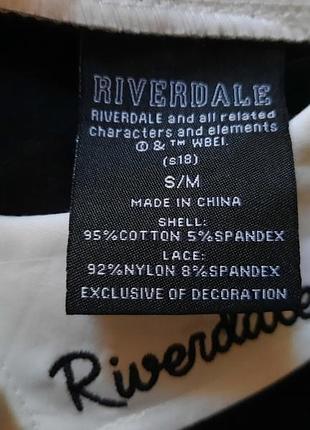 RIVERDALE
RIVERDALE and all related
characters and elements
© & ™ WBEI.
(s18)
S/M
MADE IN CHINA
SHELL:
95%COTTON 5%SPANDEX
LACE:
92%NYLON 8%SPANDEX
EXCLUSIVE OF DECORATION
Riverdale